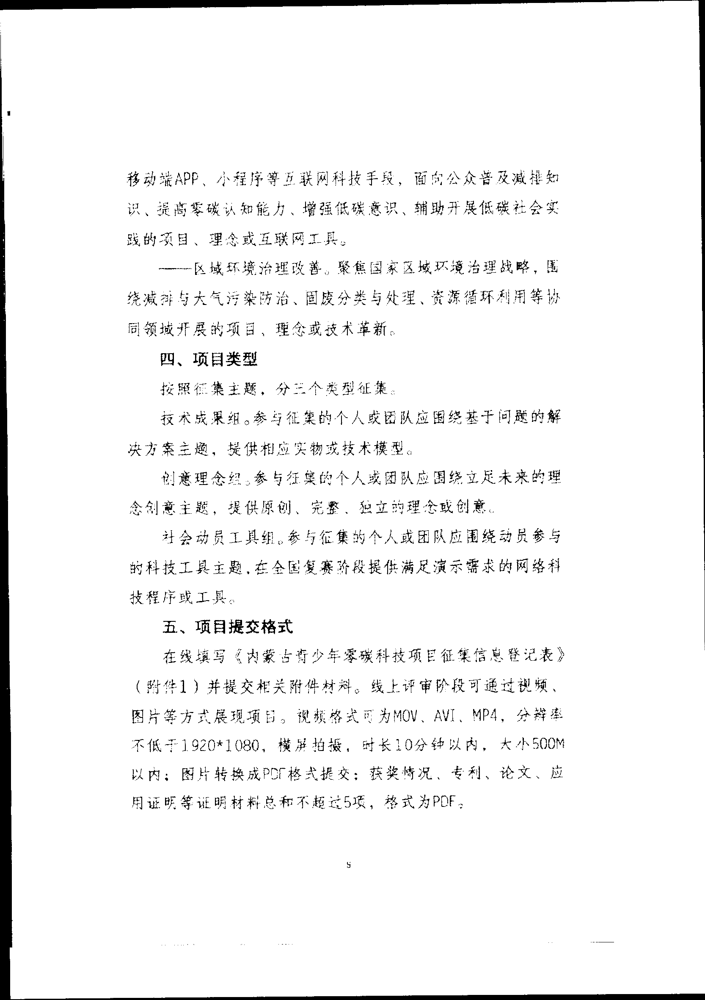 移动端APP、小程序等互联网科技手段，面向公众普及减排知
识、提高零碳认知能力、增强低碳意识、辅助开展低碳社会实
践的项目、理念或互联网工具。
——区域环境治理改善。聚焦国家区域环境治理战略，围
绕减排与大气污染防治、固废分类与处理、资源循环利用等协
同领域开展的项目、理念或技术革新。
四、项目类型
按照征集主题，分三个类型征集。
技术成果组。参与征集的个人或团队应围绕基于问题的解
决方案主题，提供相应实物或技术模型。
创意理念组。参与征集的个人或团队应围绕立足未来的理
念创意主题，提供原创、完整、独立的理念或创意。
社会动员工具组。参与征集的个人或团队应围绕动员参与
的科技工具主题，在全国复赛阶段提供满足演示需求的网络科
技程序或工具。
五、项目提交格式
在线填写《内蒙古青少年零碳科技项目征集信息登记表》
（附件1）并提交相关附件材料。线上评审阶段可通过视频、
图片等方式展现项目。视频格式可为MOV、AVI、MP4，分辨率
不低于1920*1080，横屏拍摄，时长10分钟以内，大小500M
以内；图片转换成PDF格式提交；获奖情况、专利、论文、应
用证明等证明材料总和不超过5项，格式为PDF。